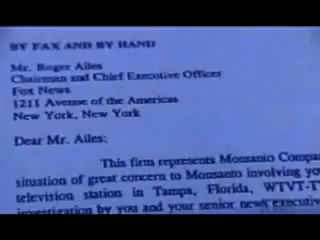 BY FAX AND BY HAND
Mr. Roger Ailes
Chairman and Chief Executive Officer
Fox News
1211 Avenue of the Americas
New York, New York
Dear Mr. Ailes:
This firm represents Monsanto Compa
situation of great concern to Monsanto involving yo
television station in Tampa, Florida, WTVT-T
investigation by you and your senior news executiv